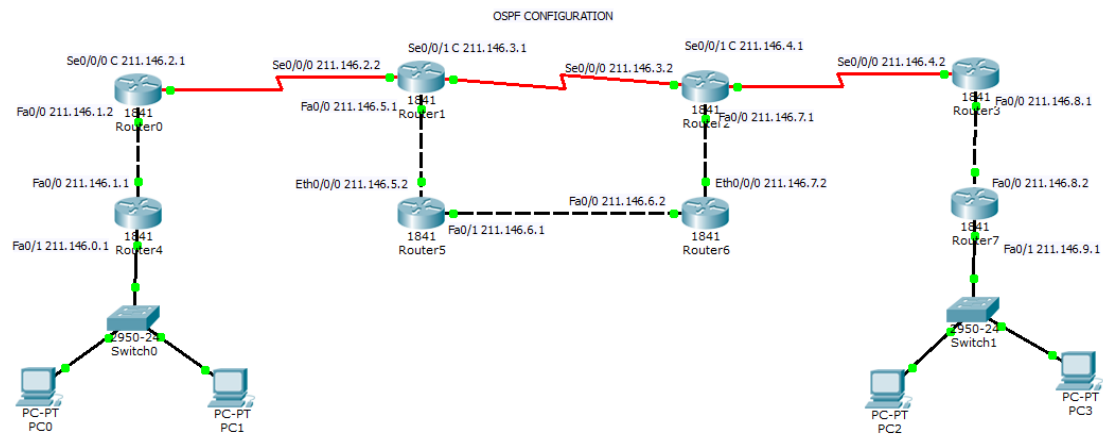 OSPF CONFIGURATION
Se0/0/0 C 211.146.2.1
Se0/0/0 211.146.2.2
Se0/0/1 C 211.146.3.1
Se0/0/0 211.146.3.2
Se0/0/1 C 211.146.4.1
Se0/0/0 211.146.4.2
Fa0/0 211.146.1.2
1841
Router0
Fa0/0 211.146.5.1
1841
Router1
1841
Router2
Fa0/0 211.146.7.1
1841
Router3
Fa0/0 211.146.8.1
Fa0/0 211.146.1.1
Eth0/0/0 211.146.5.2
Fa0/0 211.146.6.2
Eth0/0/0 211.146.7.2
Fa0/0 211.146.8.2
1841
Router4
Fa0/1 211.146.0.1
1841
Router5
Fa0/1 211.146.6.1
1841
Router6
1841
Router7
Fa0/1 211.146.9.1
2950-24
Switch0
2950-24
Switch1
PC-PT
PC0
PC-PT
PC1
PC-PT
PC2
PC-PT
PC3